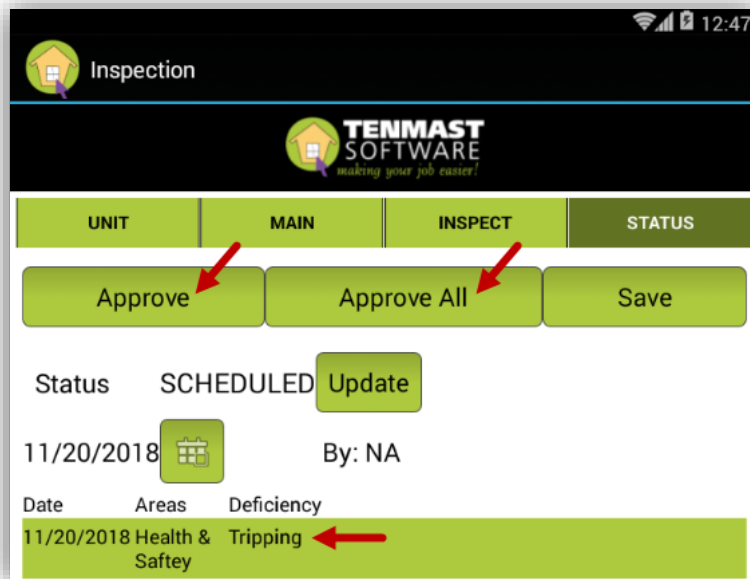 12:47
Inspection
TENMAST
SOFTWARE
making your job easier!
UNIT MAIN INSPECT STATUS
Approve Approve All Save
Status SCHEDULED Update
11/20/2018 By: NA
Date Areas Deficiency
11/20/2018 Health & Tripping
Saftey